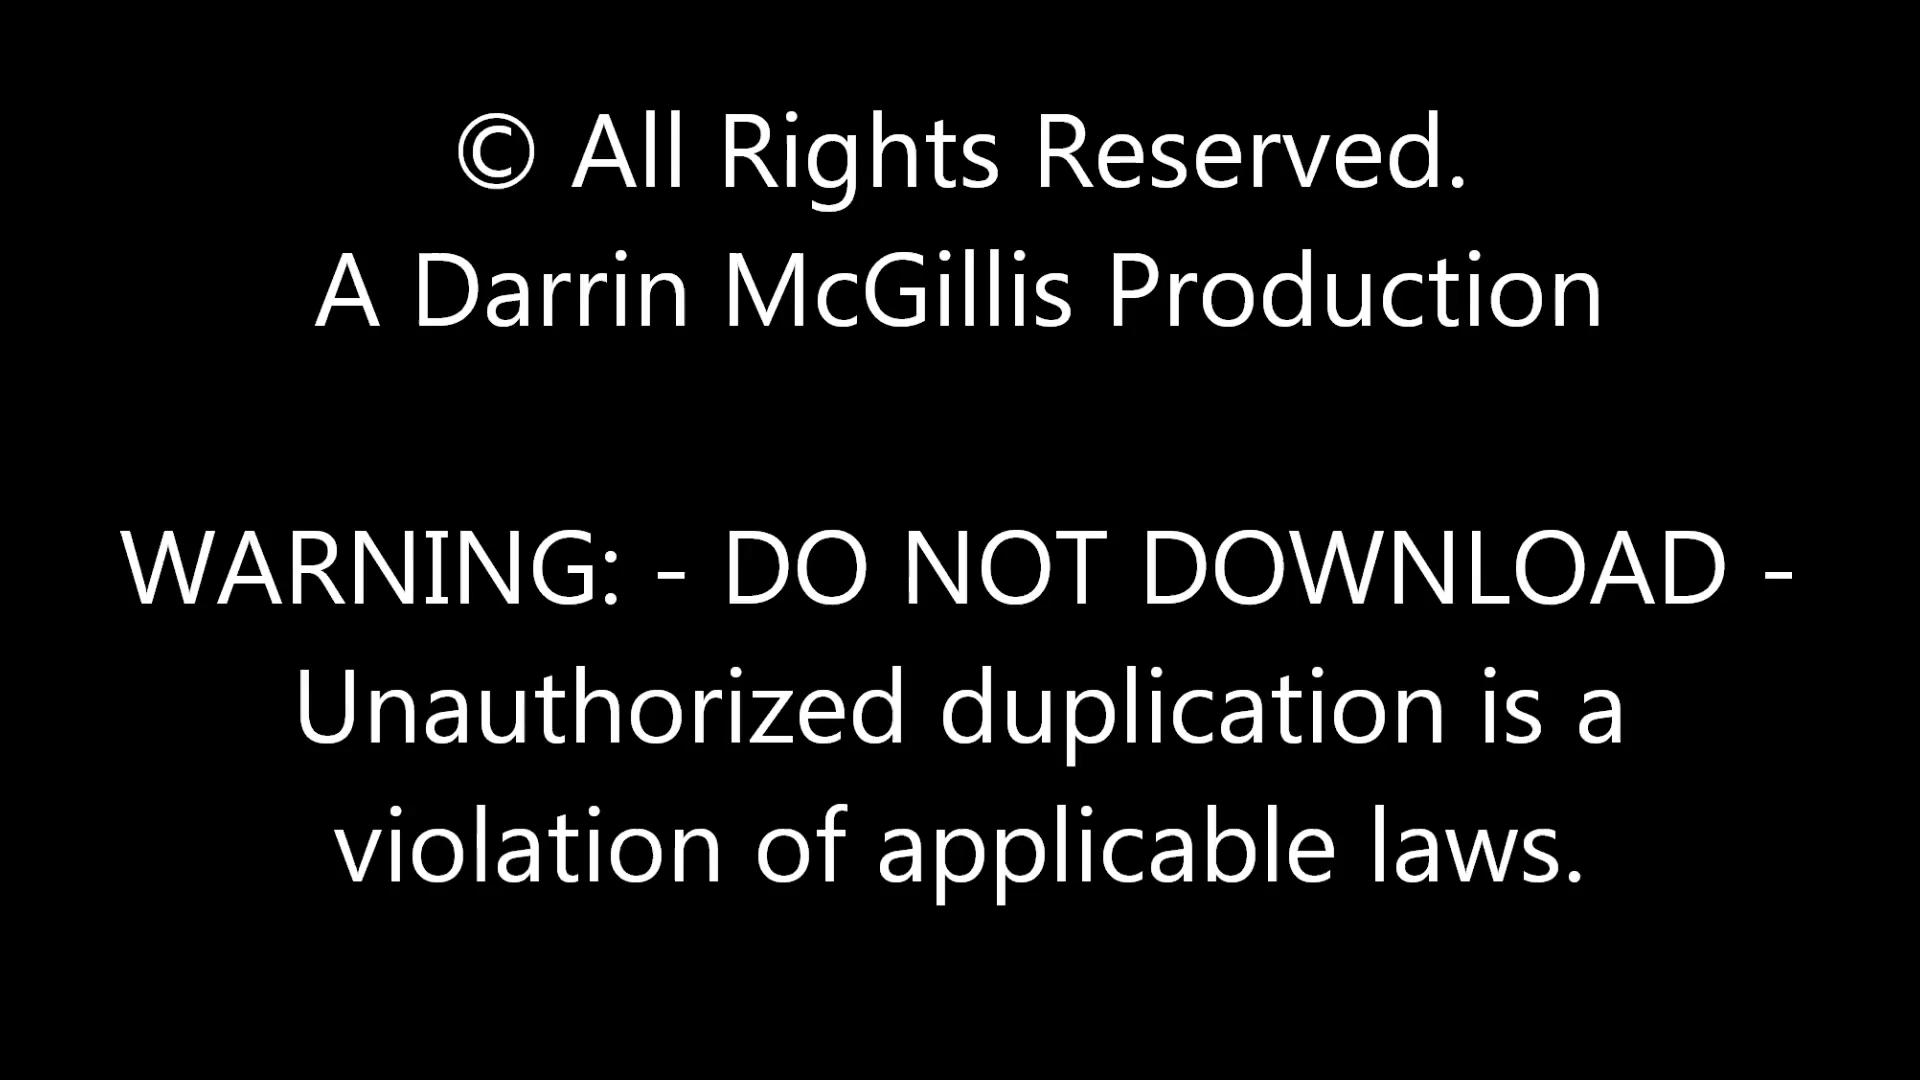 © All Rights Reserved.
A Darrin McGillis Production
WARNING: - DO NOT DOWNLOAD -
Unauthorized duplication is a
violation of applicable laws.